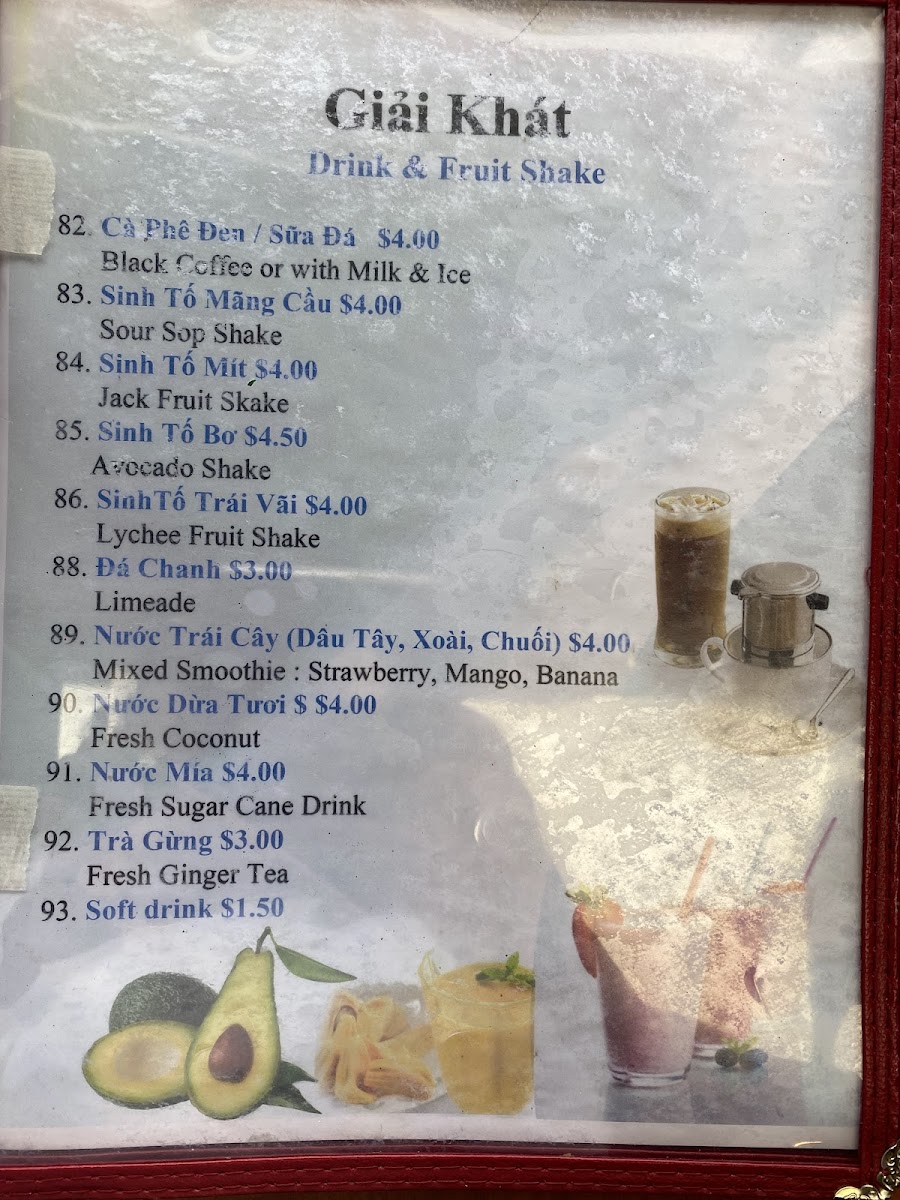 Giải Khát
Drink & Fruit Shake
82. Cà Phê Đen / Sữa Đá $4.00
Black Coffee or with Milk & Ice
83. Sinh Tố Mãng Cầu $4.00
Sour Sop Shake
84. Sinh Tố Mít $4.00
Jack Fruit Skake
85. Sinh Tố Bơ $4.50
Avocado Shake
86. SinhTố Trái Vãi $4.00
Lychee Fruit Shake
88. Đá Chanh $3.00
Limeade
89. Nước Trái Cây (Dâu Tây, Xoài, Chuối) $4.00
Mixed Smoothie : Strawberry, Mango, Banana
90. Nước Dừa Tươi $ $4.00
Fresh Coconut
91. Nước Mía $4.00
Fresh Sugar Cane Drink
92. Trà Gừng $3.00
Fresh Ginger Tea
93. Soft drink $1.50